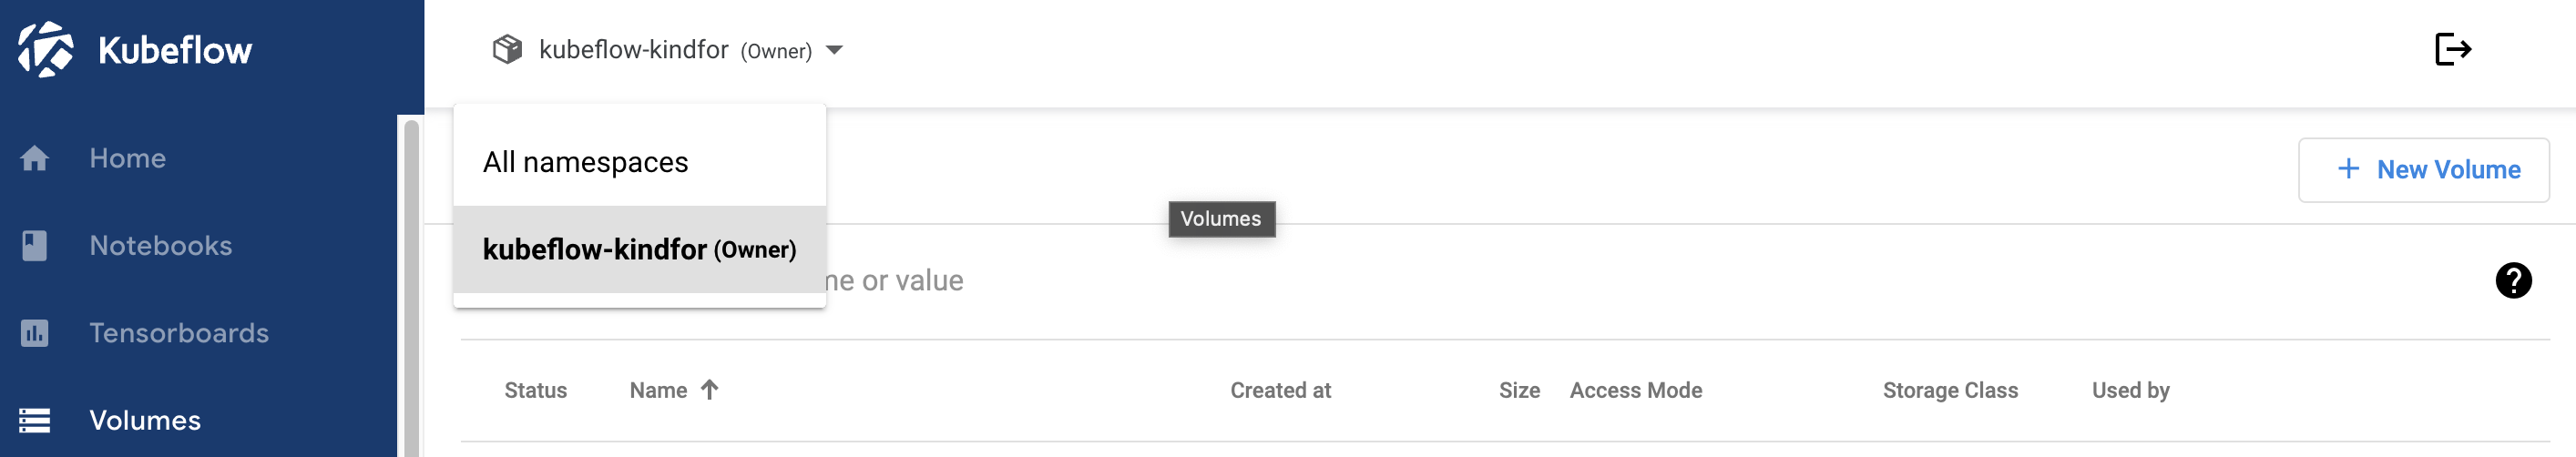 Kubeflow
kubeflow-kindfor (Owner)
Home
Notebooks
Tensorboards
Volumes
All namespaces
kubeflow-kindfor (Owner)
+ New Volume
Volumes
or value
?
Status Name ↑ Created at Size Access Mode Storage Class Used by